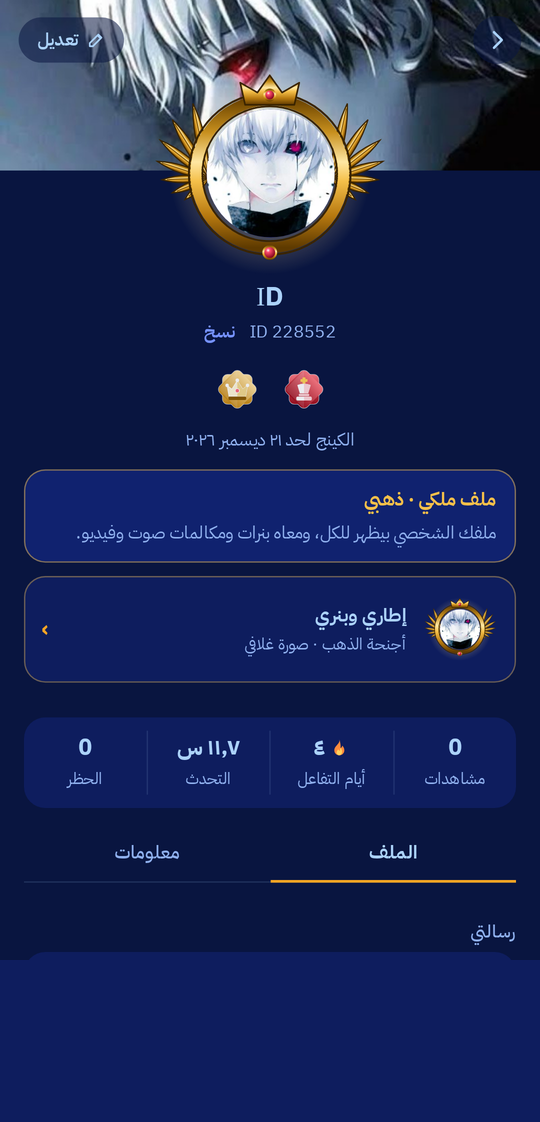 تعديل
ID
ID 228552 نسخ
الكينج لحد ٢١ ديسمبر ٢٠٢٦
ملف ملكي · ذهبي
ملفك الشخصي بيظهر للكل، ومعاه بنرات ومكالمات صوت وفيديو.
إطاري وبنري
أجنحة الذهب · صورة غلافي
0 ٤ ١١,٧ س 0
مشاهدات أيام التفاعل التحدث الحظر
الملف معلومات
رسالتي